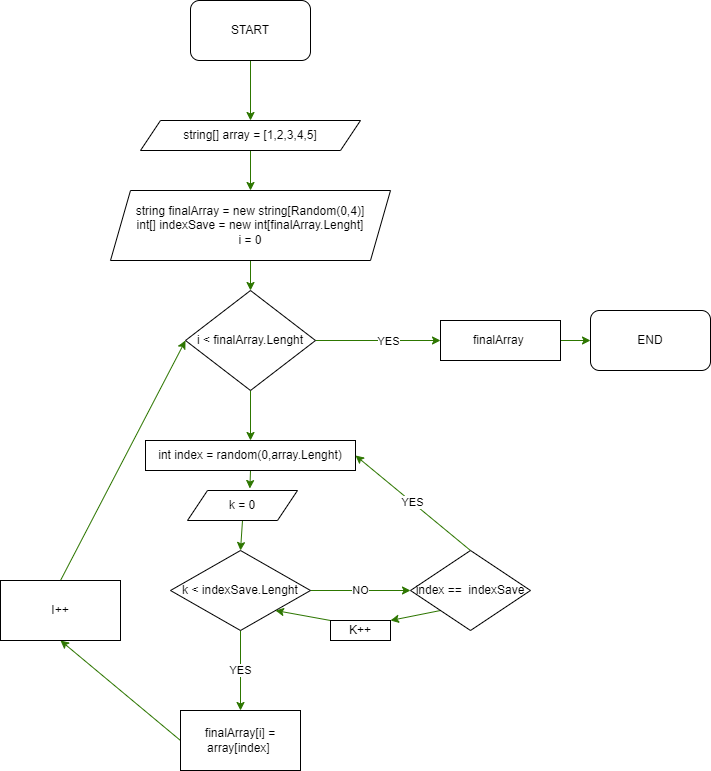 START
string[] array = [1,2,3,4,5]
string finalArray = new string[Random(0,4)]
int[] indexSave = new int[finalArray.Lenght]
i = 0
i < finalArray.Lenght
YES
finalArray
END
int index = random(0,array.Lenght)
YES
k = 0
k < indexSave.Lenght
NO
index == indexSave
I++
K++
YES
finalArray[i] =
array[index]